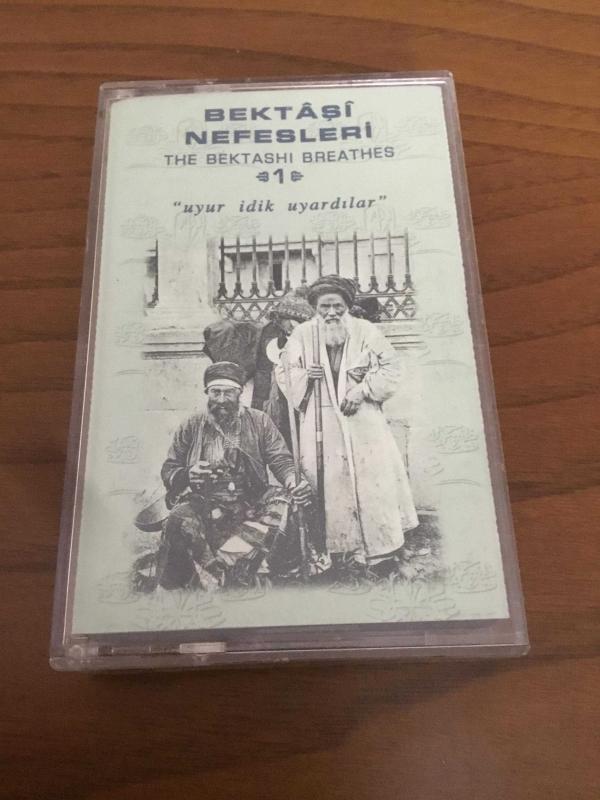 BEKTÂŞÎ
NEFESLERİ
THE BEKTASHI BREATHES
1
"uyur idik uyardılar"